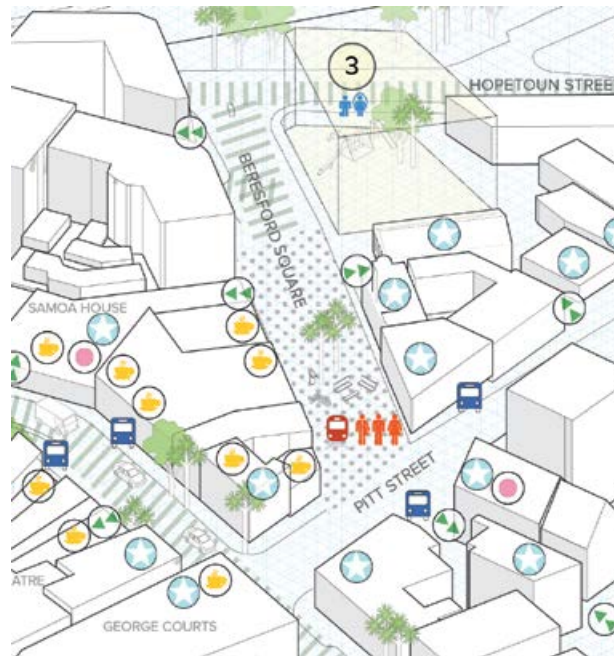 3
HOPETOUN STREE
BERESFORD SQUARE
SAMOA HOUSE
PITT STREET
ATRE
GEORGE COURTS